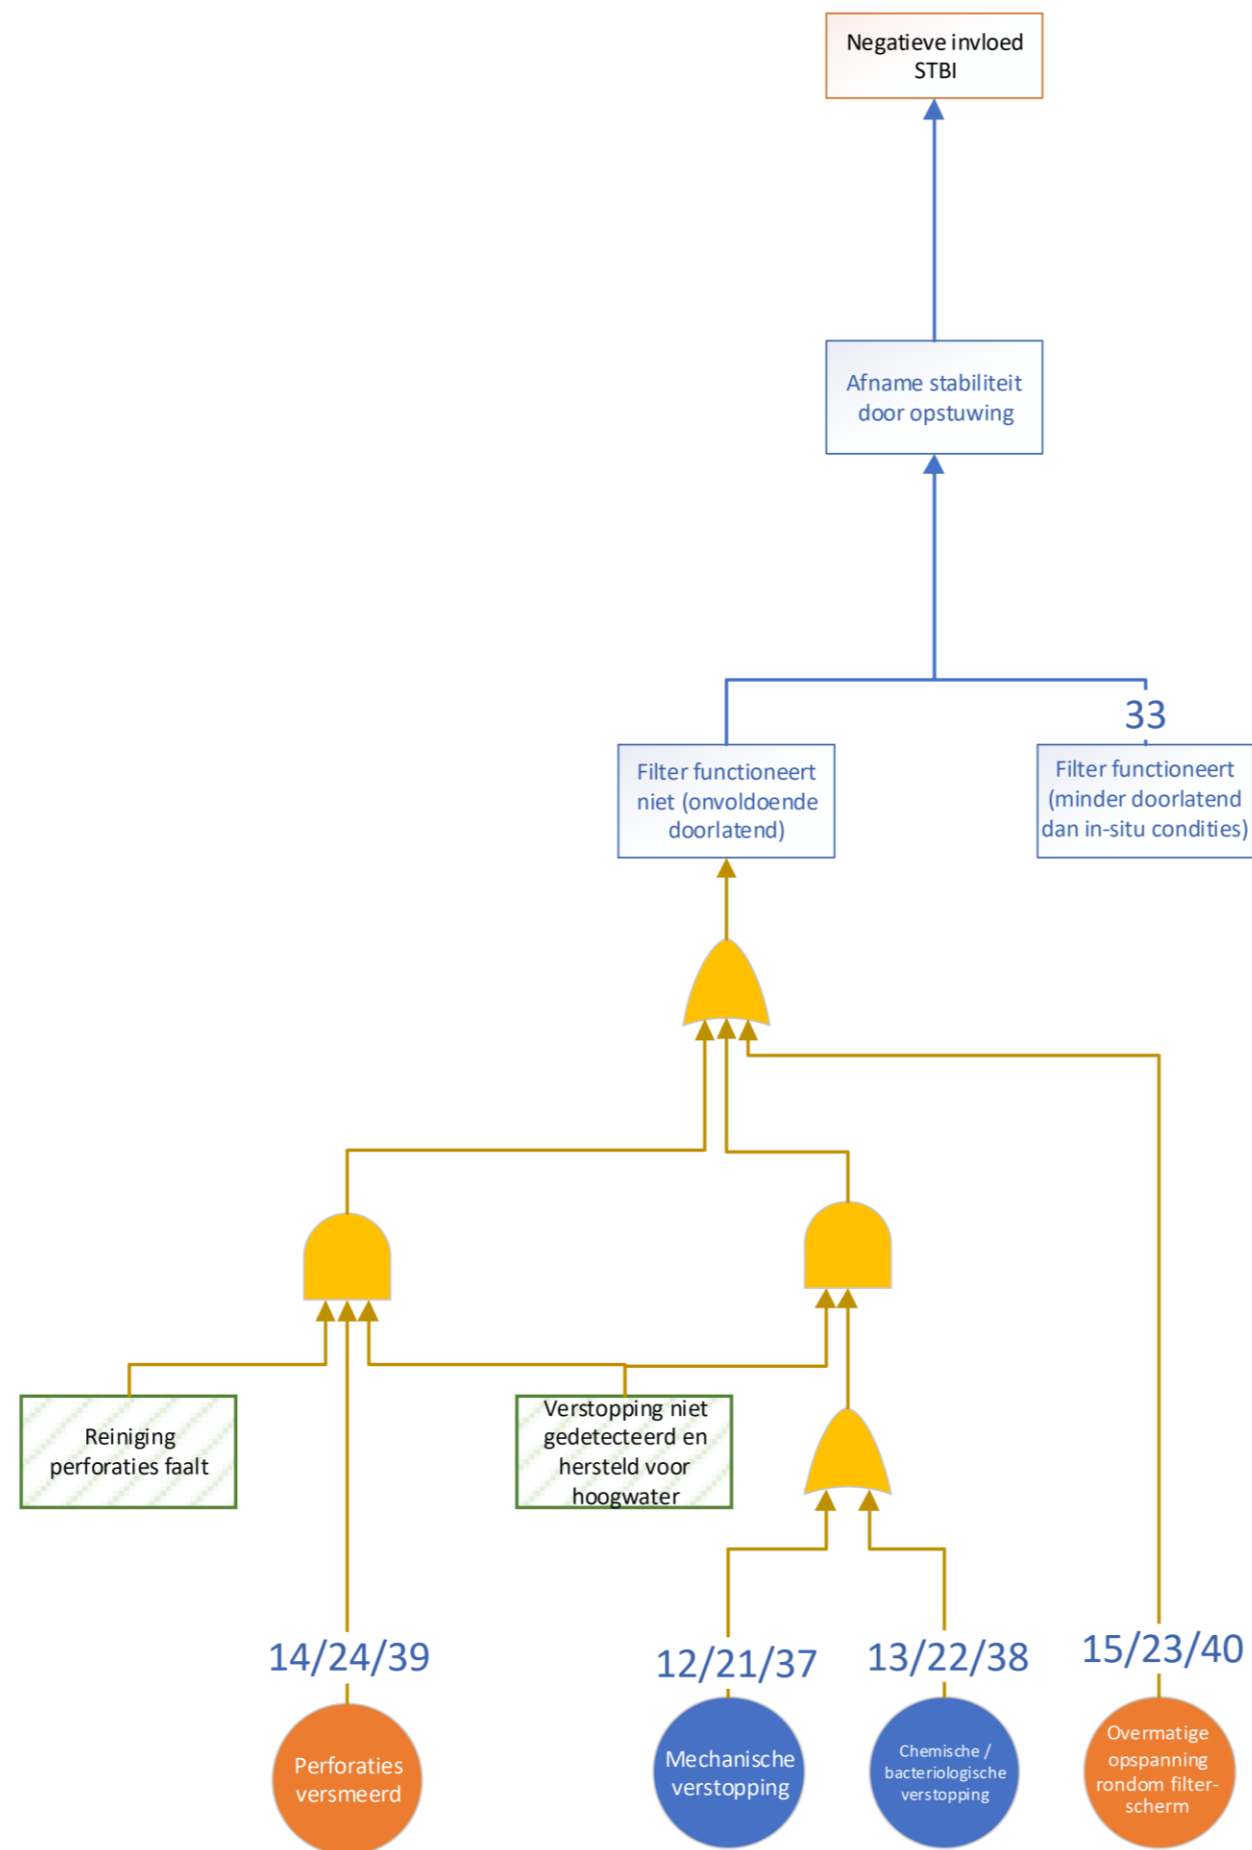 Negatieve invloed
STBI
Afname stabiliteit
door opstuwing
33
Filter functioneert
niet (onvoldoende
doorlatend)
Filter functioneert
(minder doorlatend
dan in-situ condities)
Reiniging
perforaties faalt
Verstopping niet
gedetecteerd en
hersteld voor
hoogwater
14/24/39
12/21/37
13/22/38
15/23/40
Perforaties
versmeerd
Mechanische
verstopping
Chemische /
bacteriologische
verstopping
Overmatige
opspanning
rondom filter-
scherm